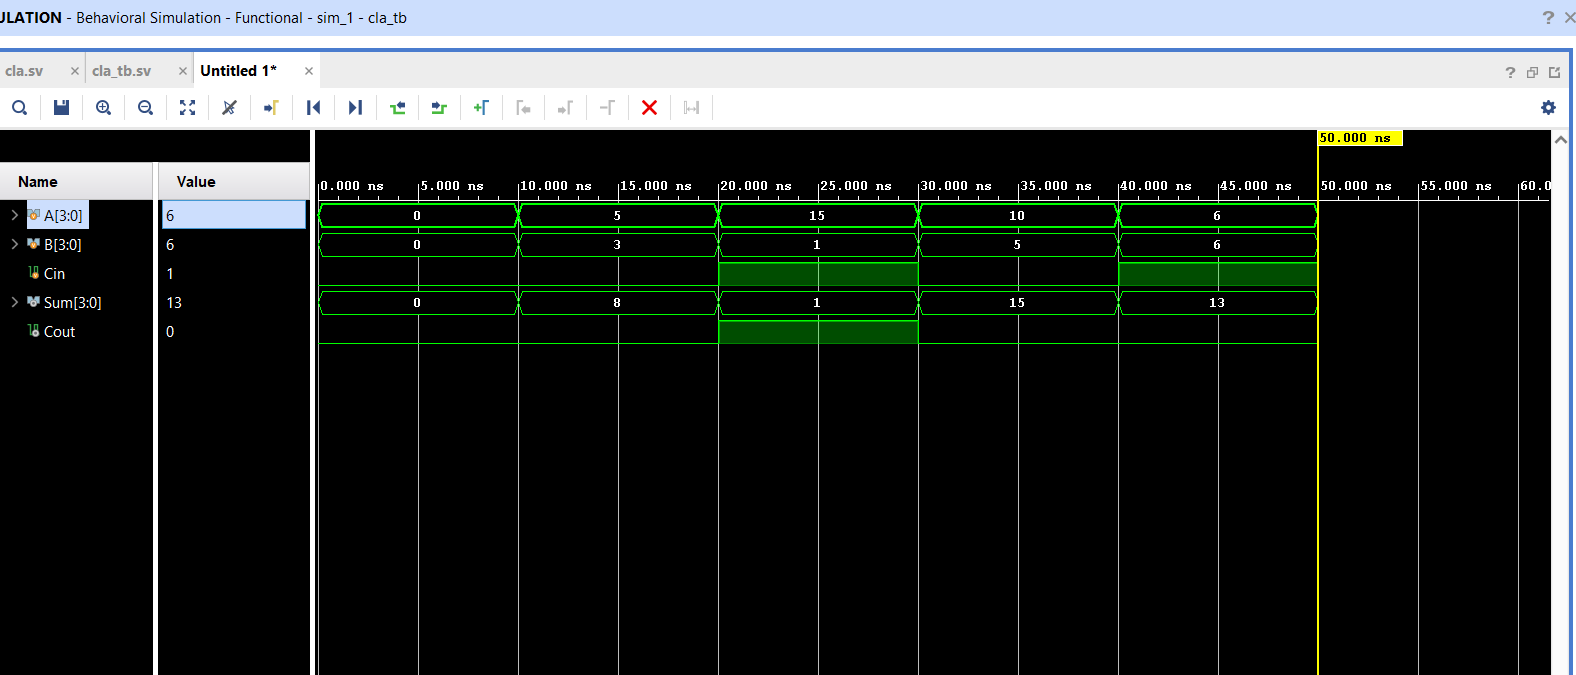 ULATION - Behavioral Simulation - Functional - sim_1 - cla_tb
cla.sv
cla_tb.sv
Untitled 1*
50.000 ns
Name Value
0.000 ns 5.000 ns 10.000 ns 15.000 ns 20.000 ns 25.000 ns 30.000 ns 35.000 ns 40.000 ns 45.000 ns 50.000 ns 55.000 ns 60.0
A[3:0] 6 0 5 15 10 6
B[3:0] 6 0 3 1 5 6
Cin 1
Sum[3:0] 13 0 8 1 15 13
Cout 0